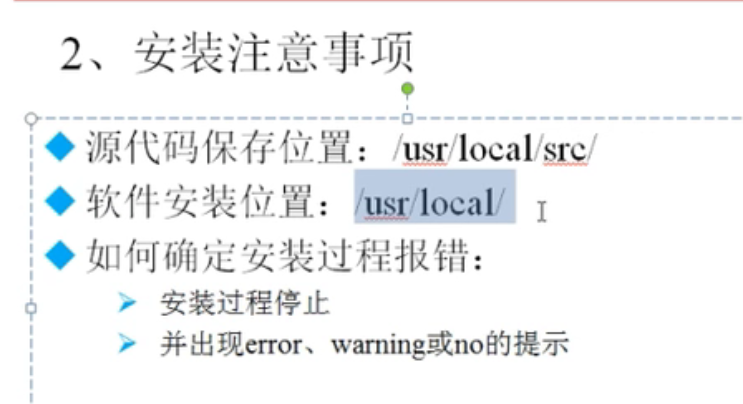 2、安装注意事项
源代码保存位置：/usr/local/src/
软件安装位置：/usr/local/
如何确定安装过程报错：
安装过程停止
并出现error、warning或no的提示